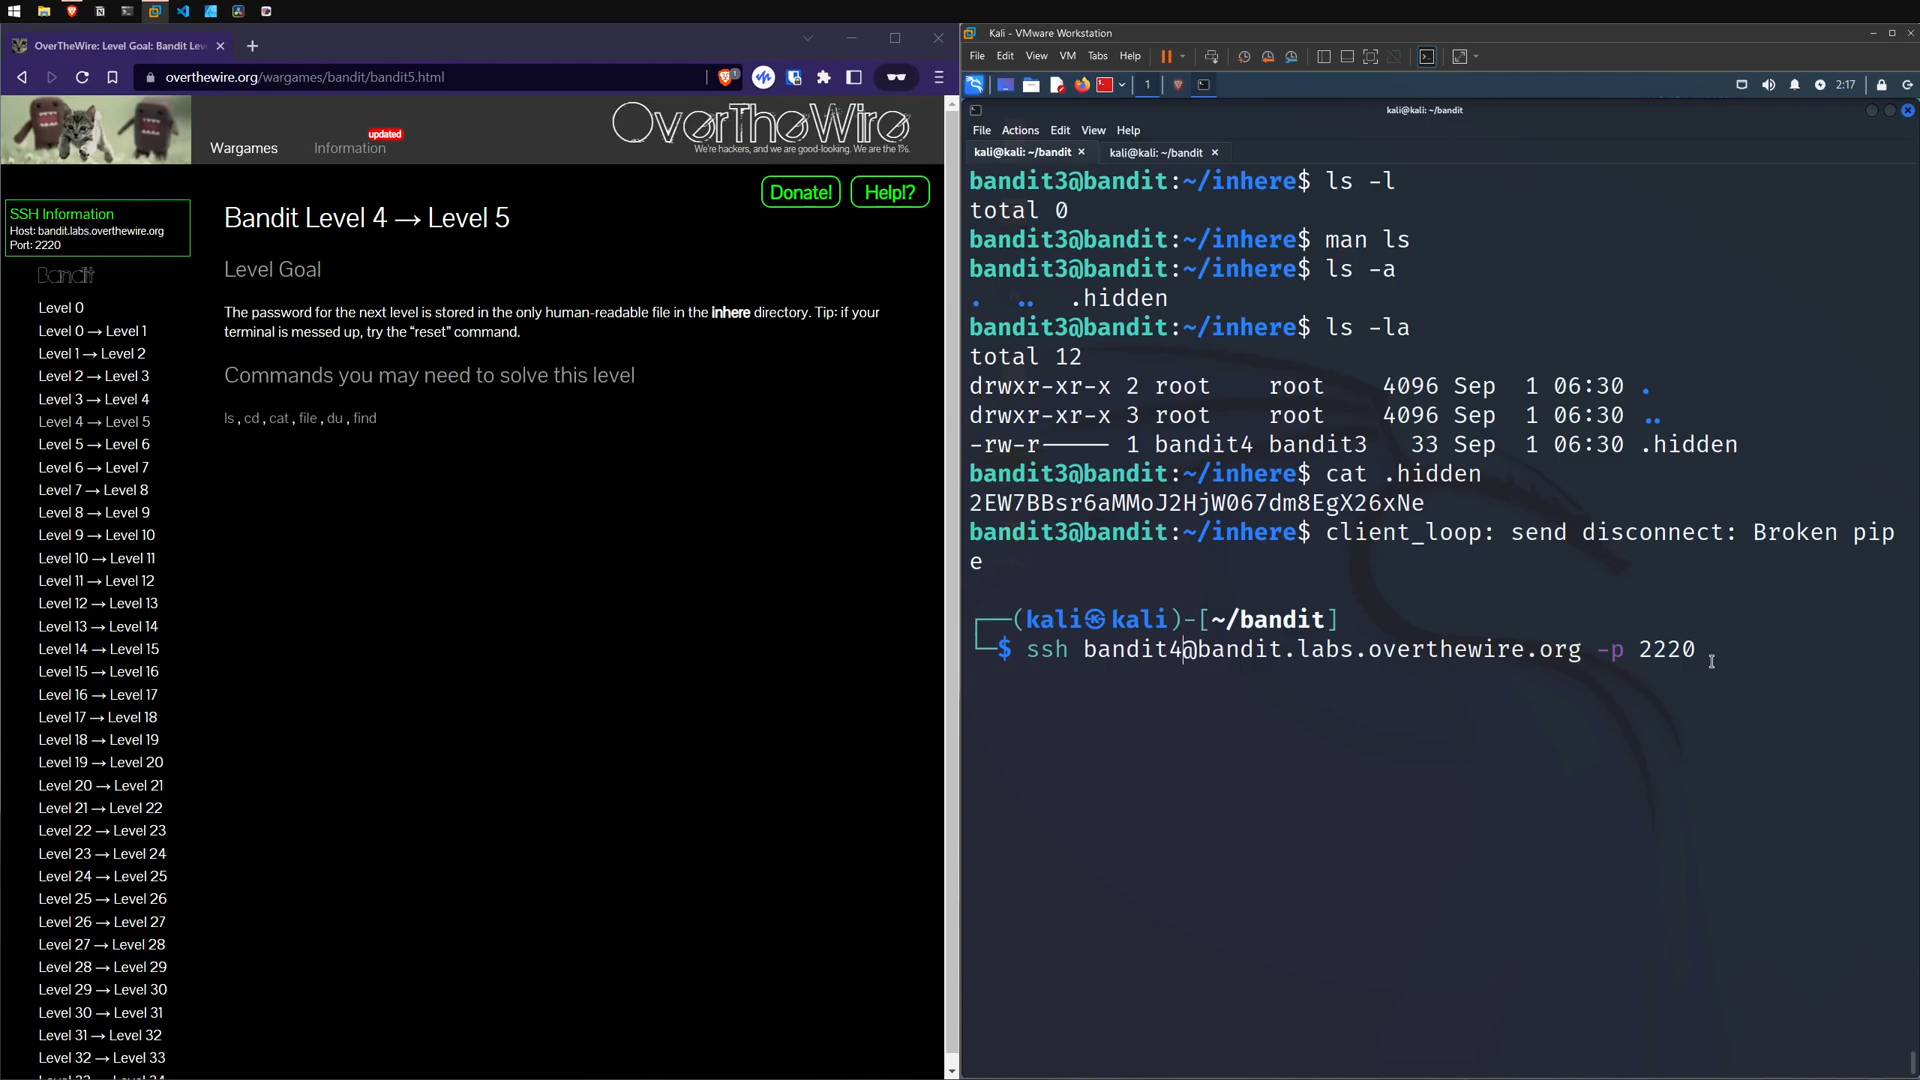 OverTheWire: Level Goal: Bandit Lev
overthewire.org/wargames/bandit/bandit5.html
1
Wargames
Information
updated
OverTheWire
We're hackers, and we are good-looking. We are the 1%.
Donate!
Help!?
SSH Information
Host: bandit.labs.overthewire.org
Port: 2220
Bandit
Level 0
Level 0 → Level 1
Level 1 → Level 2
Level 2 → Level 3
Level 3 → Level 4
Level 4 → Level 5
Level 5 → Level 6
Level 6 → Level 7
Level 7 → Level 8
Level 8 → Level 9
Level 9 → Level 10
Level 10 → Level 11
Level 11 → Level 12
Level 12 → Level 13
Level 13 → Level 14
Level 14 → Level 15
Level 15 → Level 16
Level 16 → Level 17
Level 17 → Level 18
Level 18 → Level 19
Level 19 → Level 20
Level 20 → Level 21
Level 21 → Level 22
Level 22 → Level 23
Level 23 → Level 24
Level 24 → Level 25
Level 25 → Level 26
Level 26 → Level 27
Level 27 → Level 28
Level 28 → Level 29
Level 29 → Level 30
Level 30 → Level 31
Level 31 → Level 32
Level 32 → Level 33
Bandit Level 4 → Level 5
Level Goal
The password for the next level is stored in the only human-readable file in the inhere directory. Tip: if your
terminal is messed up, try the “reset” command.
Commands you may need to solve this level
ls , cd , cat , file , du , find
Kali - VMware Workstation
File Edit View VM Tabs Help
1
2:17
kali@kali: ~/bandit
File Actions Edit View Help
kali@kali: ~/bandit
kali@kali: ~/bandit
bandit3@bandit:~/inhere$ ls -l
total 0
bandit3@bandit:~/inhere$ man ls
bandit3@bandit:~/inhere$ ls -a
. .. .hidden
bandit3@bandit:~/inhere$ ls -la
total 12
drwxr-xr-x 2 root root 4096 Sep 1 06:30 .
drwxr-xr-x 3 root root 4096 Sep 1 06:30 ..
-rw-r----- 1 bandit4 bandit3 33 Sep 1 06:30 .hidden
bandit3@bandit:~/inhere$ cat .hidden
2EW7BBsr6aMMoJ2HjW067dm8EgX26xNe
bandit3@bandit:~/inhere$ client_loop: send disconnect: Broken pip
e
┌──(kali㉿kali)-[~/bandit]
└─$ ssh bandit4@bandit.labs.overthewire.org -p 2220